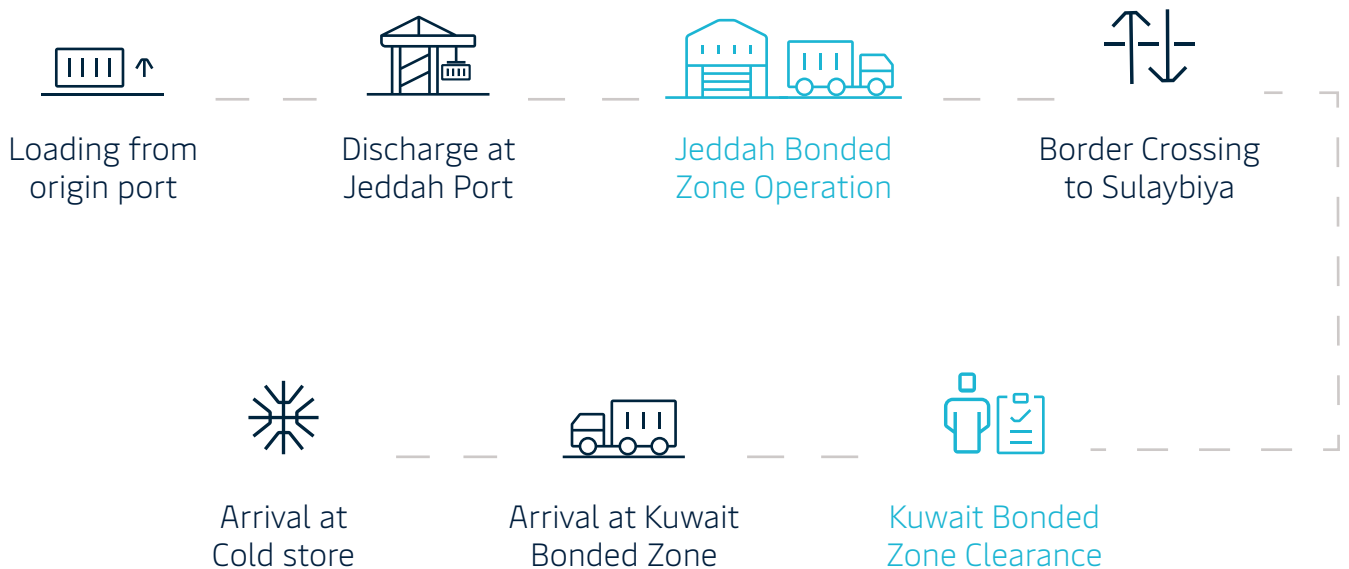 Loading from
origin port
Discharge at
Jeddah Port
Jeddah Bonded
Zone Operation
Border Crossing
to Sulaybiya
Arrival at
Cold store
Arrival at Kuwait
Bonded Zone
Kuwait Bonded
Zone Clearance